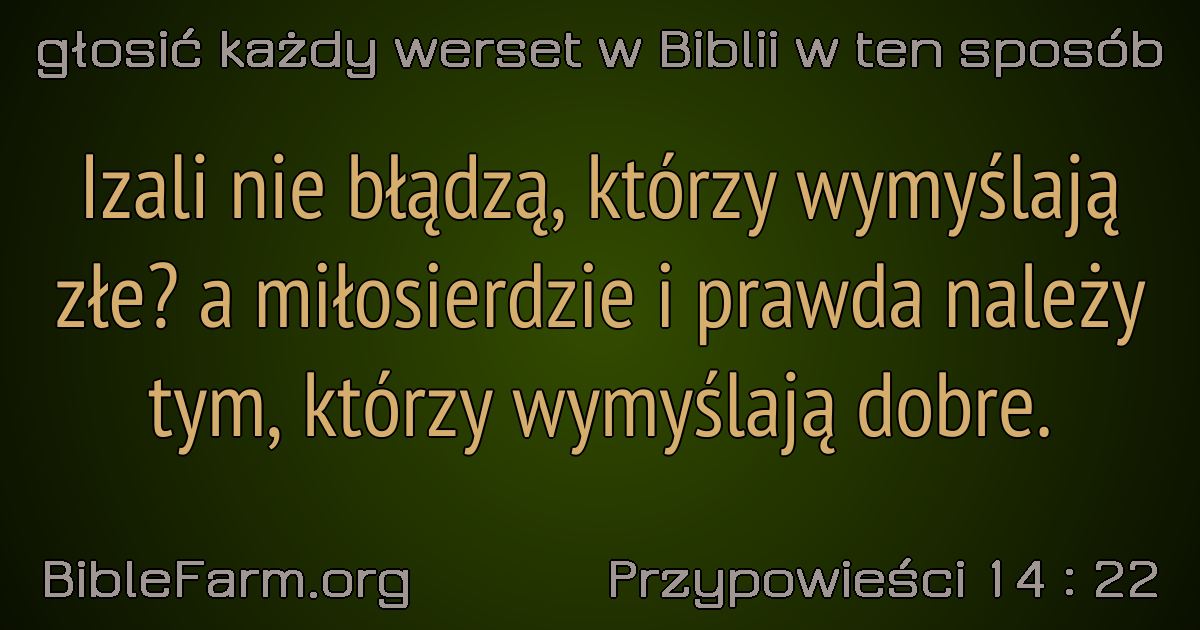 głosić każdy werset w Biblii w ten sposób
Izali nie błądzą, którzy wymyślają
złe? a miłosierdzie i prawda należy
tym, którzy wymyślają dobre.
BibleFarm.org
Przypowieści 14 : 22